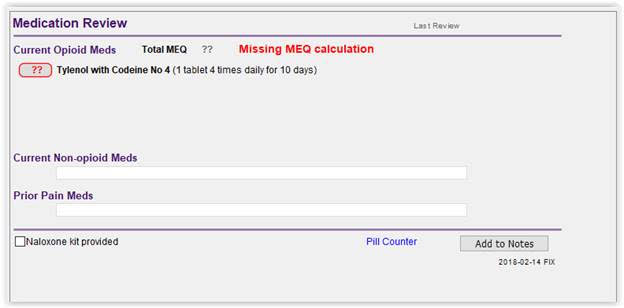 Medication Review Last Review
Current Opioid Meds Total MEQ ?? Missing MEQ calculation
?? Tylenol with Codeine No 4 (1 tablet 4 times daily for 10 days)
Current Non-opioid Meds
Prior Pain Meds
Naloxone kit provided Pill Counter Add to Notes
2018-02-14 FIX